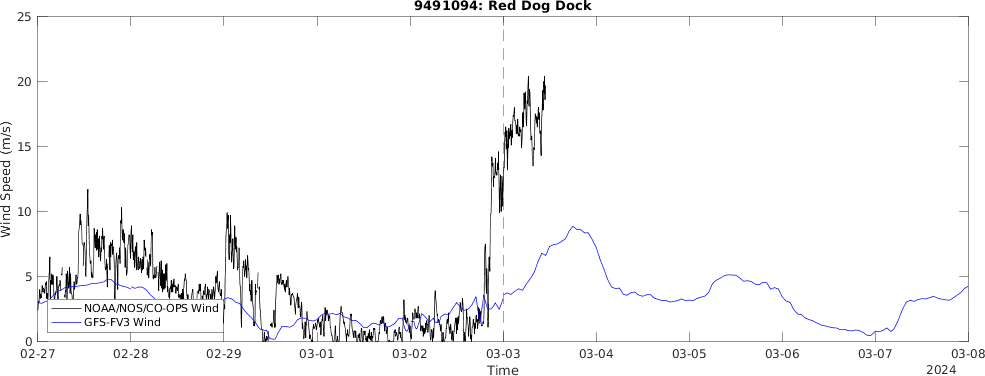 9491094: Red Dog Dock
25
20
15
10
5
0
Wind Speed (m/s)
NOAA/NOS/CO-OPS Wind
GFS-FV3 Wind
02-27 02-28 02-29 03-01 03-02 03-03 03-04 03-05 03-06 03-07 03-08
Time
2024